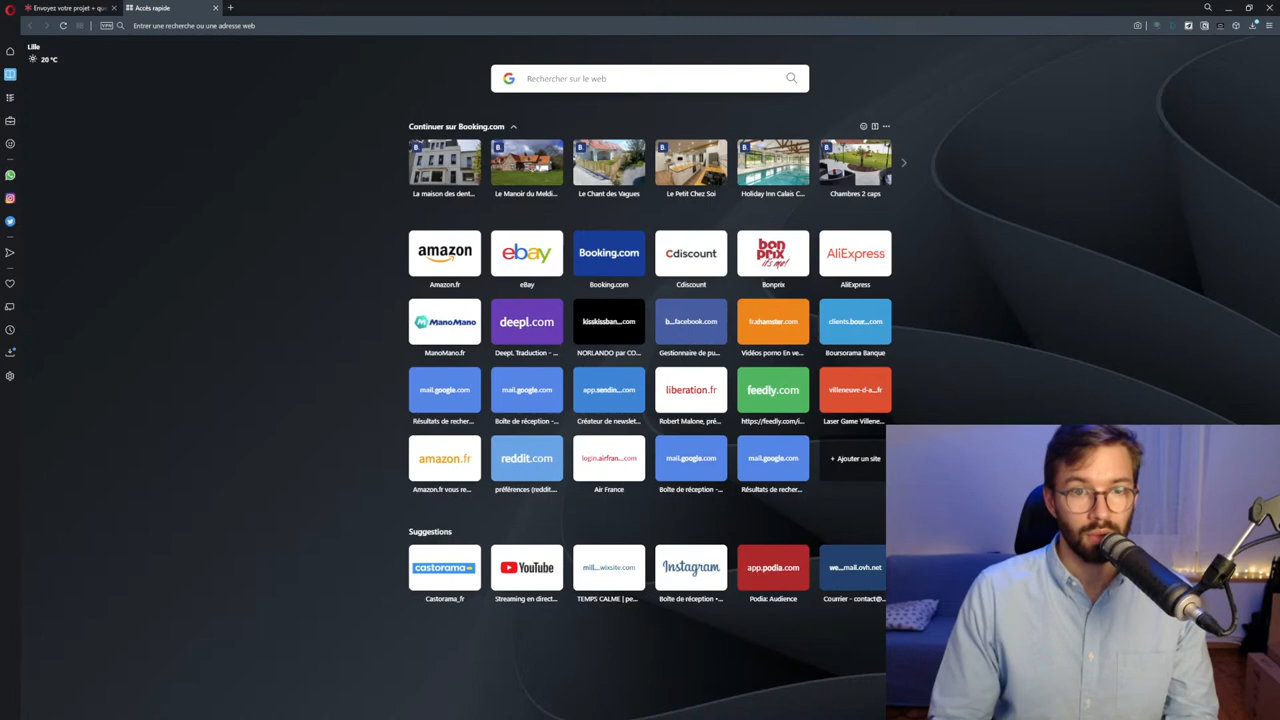 Envoyez votre projet + que
Accès rapide
VPN
Entrer une recherche ou une adresse web
Lille
20 °C
Rechercher sur le web
Continuer sur Booking.com
B.
B.
B.
B.
B.
B.
La maison des dent...
Le Manoir du Meldi...
Le Chant des Vagues
Le Petit Chez Soi
Holiday Inn Calais C...
Chambres 2 caps
amazon
ebay
Booking.com
Cdiscount
bon prix it's me!
AliExpress
Amazon.fr
eBay
Booking.com
Cdiscount
Bonprix
AliExpress
ManoMano
deepl.com
kisskissban...com
b...facebook.com
fr.xhamster.com
clients.bour...com
ManoMano.fr
DeepL Traduction - ...
NORLANDO par CO...
Gestionnaire de pu...
Vidéos porno En ve...
Boursorama Banque
mail.google.com
mail.google.com
app.sendin...com
liberation.fr
feedly.com
villeneuve-d-a...fr
Résultats de recher...
Boîte de réception -...
Créateur de newslet...
Robert Malone, pré...
https://feedly.com/i...
Laser Game Villene...
amazon.fr
reddit.com
login.airfran...com
mail.google.com
mail.google.com
+ Ajouter un site
Amazon.fr vous re...
préférences (reddit....
Air France
Boîte de réception -...
Résultats de recher...
Suggestions
castorama
YouTube
mill...wixsite.com
Instagram
app.podia.com
we...mail.ovh.net
Castorama_fr
Streaming en direct...
TEMPS CALME | pe...
Boîte de réception •...
Podia: Audience
Courrier - contact@...